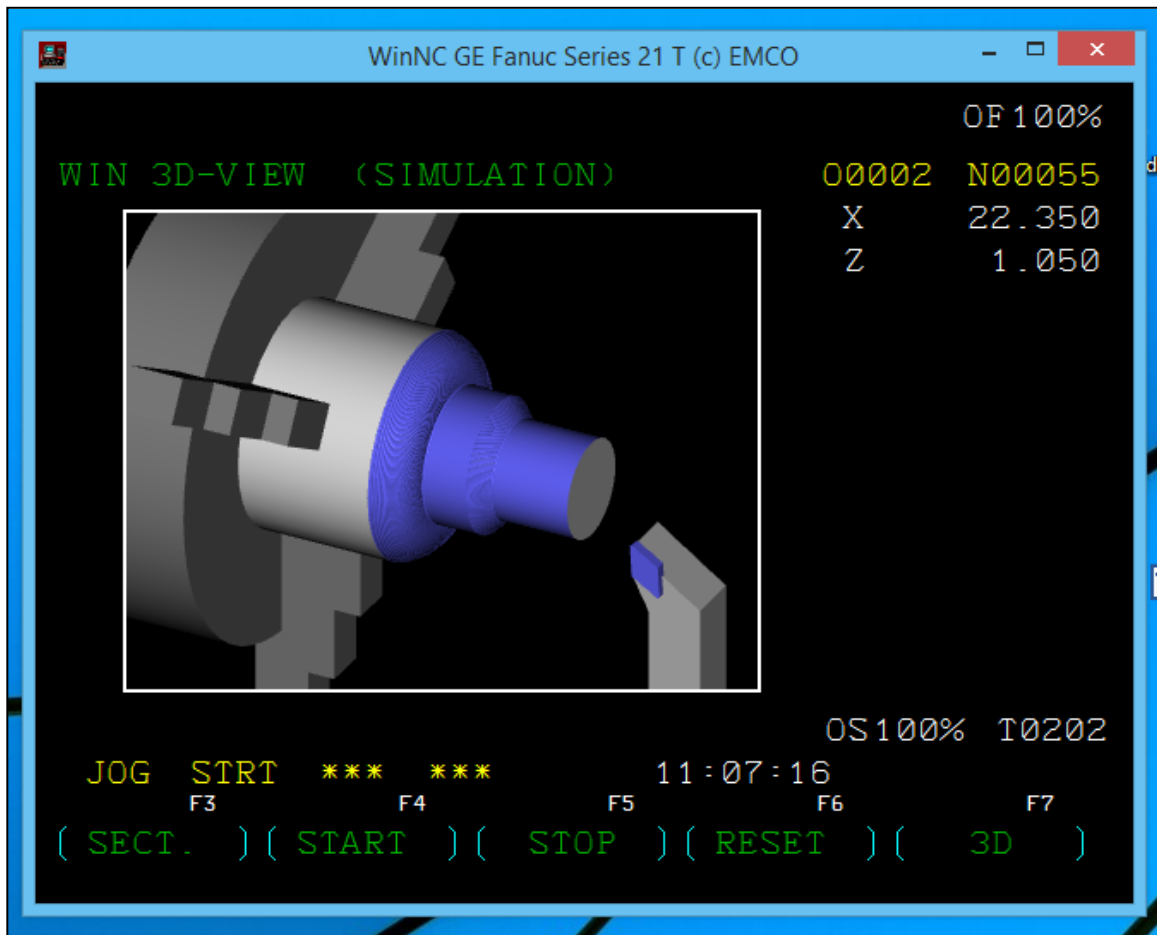 WinNC GE Fanuc Series 21 T (c) EMCO
OF100%
WIN 3D-VIEW (SIMULATION) O0002 N00055
X 22.350
Z 1.050
OS100% T0202
JOG STRT *** *** 11:07:16
F3 F4 F5 F6 F7
( SECT. )( START )( STOP )( RESET )( 3D )